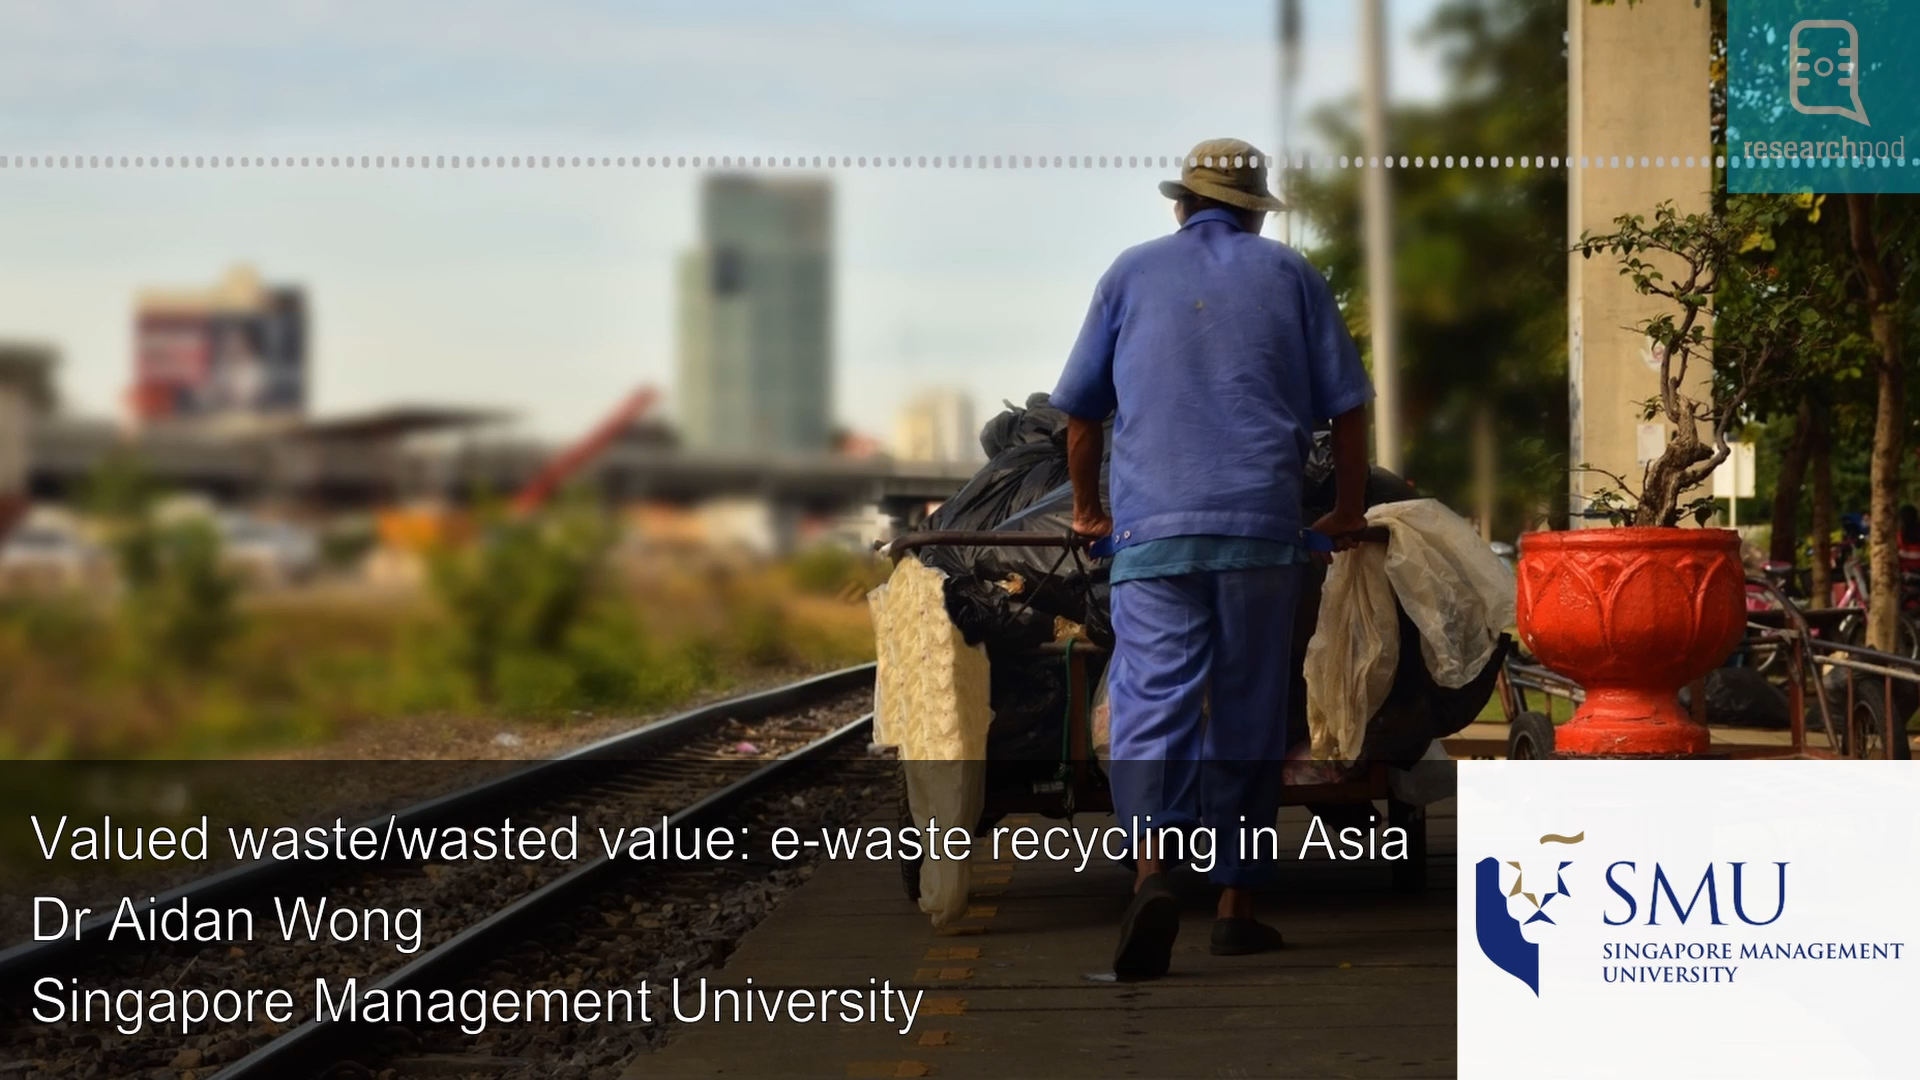 researchpod
Valued waste/wasted value: e-waste recycling in Asia
Dr Aidan Wong
Singapore Management University
SMU
SINGAPORE MANAGEMENT
UNIVERSITY